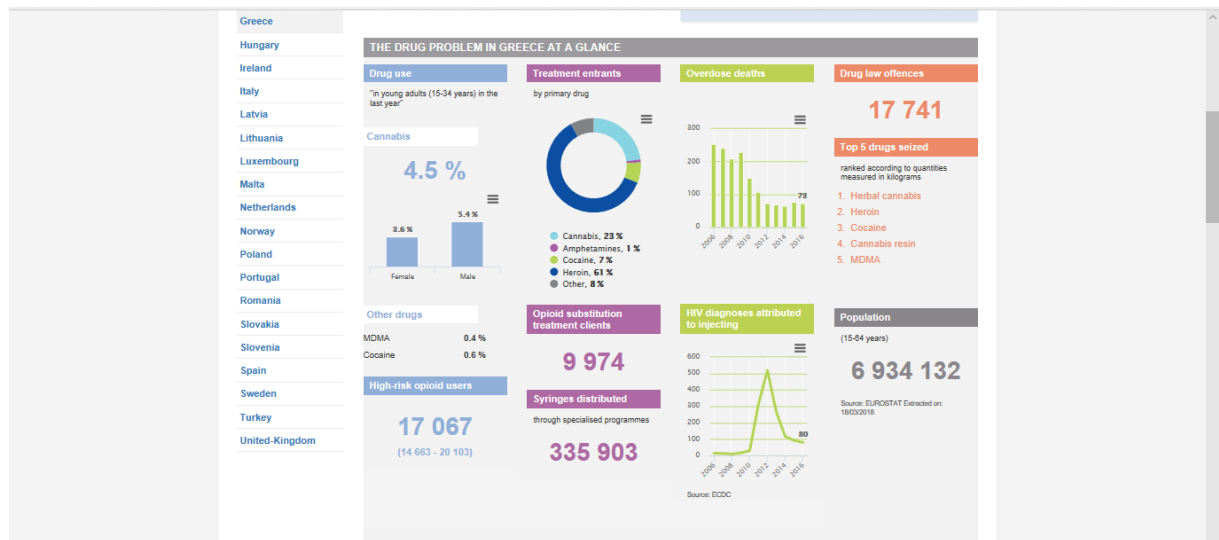 Greece
Hungary
Ireland
Italy
Latvia
Lithuania
Luxembourg
Malta
Netherlands
Norway
Poland
Portugal
Romania
Slovakia
Slovenia
Spain
Sweden
Turkey
United-Kingdom
THE DRUG PROBLEM IN GREECE AT A GLANCE
Drug use
"in young adults (15-34 years) in the
last year"
Cannabis
4.5 %
3.6 %
5.4 %
Female
Male
Other drugs
MDMA 0.4 %
Cocaine 0.6 %
High-risk opioid users
17 067
(14 663 - 20 103)
Treatment entrants
by primary drug
Cannabis, 23 %
Amphetamines, 1 %
Cocaine, 7 %
Heroin, 61 %
Other, 8 %
Opioid substitution
treatment clients
9 974
Syringes distributed
through specialised programmes
335 903
Overdose deaths
300
200
100
0
73
2006 2008 2010 2012 2014 2016
HIV diagnoses attributed
to injecting
600
500
400
300
200
100
0
80
2006 2008 2010 2012 2014 2016
Source: ECDC
Drug law offences
17 741
Top 5 drugs seized
ranked according to quantities
measured in kilograms
1. Herbal cannabis
2. Heroin
3. Cocaine
4. Cannabis resin
5. MDMA
Population
(15-64 years)
6 934 132
Source: EUROSTAT Extracted on:
18/03/2018